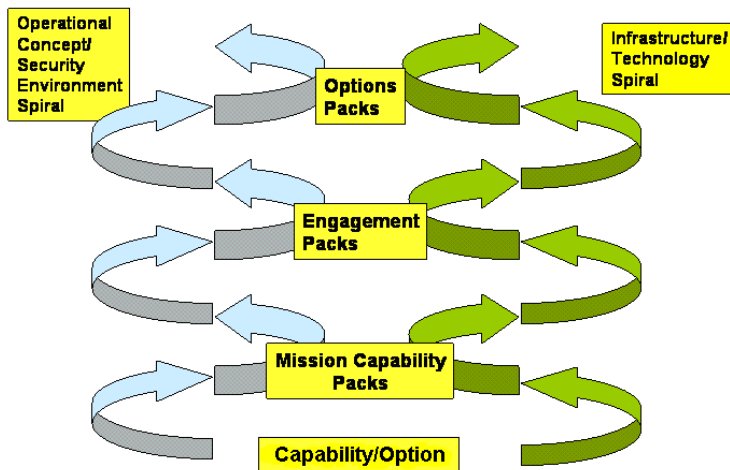 Operational
Concept/
Security
Environment
Spiral
Infrastructure/
Technology
Spiral
Options
Packs
Engagement
Packs
Mission Capability
Packs
Capability/Option